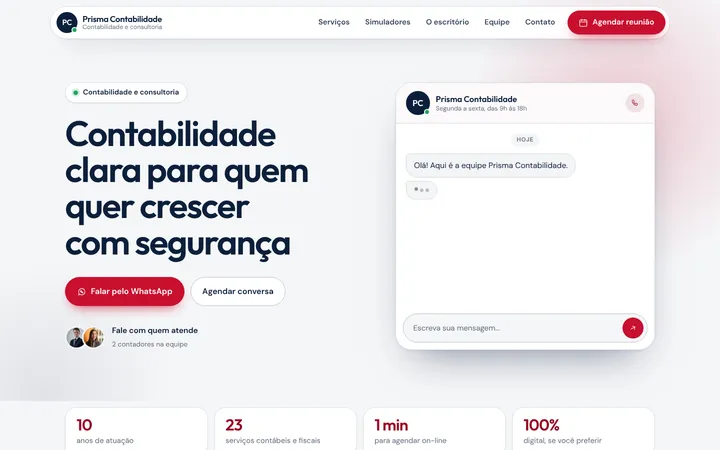 PC
Prisma Contabilidade
Contabilidade e consultoria
Serviços
Simuladores
O escritório
Equipe
Contato
Agendar reunião
Contabilidade e consultoria
Contabilidade
clara para quem
quer crescer
com segurança
Falar pelo WhatsApp
Agendar conversa
Fale com quem atende
2 contadores na equipe
PC
Prisma Contabilidade
Segunda a sexta, das 9h às 18h
HOJE
Olá! Aqui é a equipe Prisma Contabilidade.
Escreva sua mensagem...
10
anos de atuação
23
serviços contábeis e fiscais
1 min
para agendar on-line
100%
digital, se você preferir